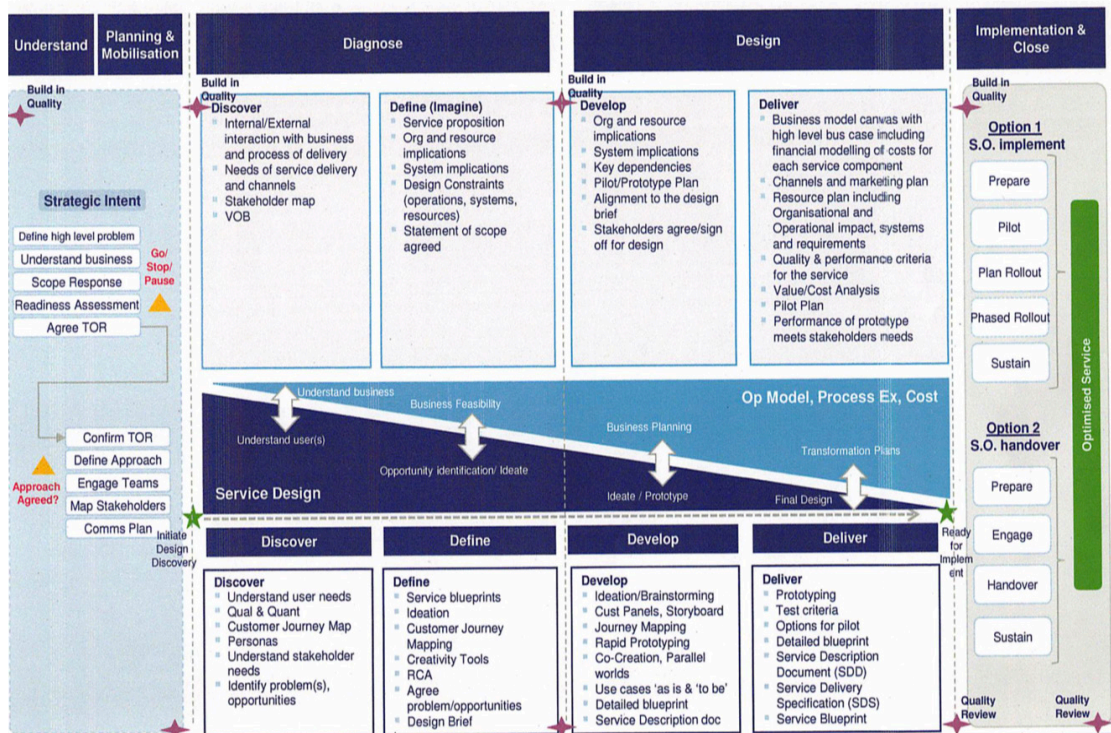 Understand
Planning &
Mobilisation
Diagnose
Design
Implementation &
Close
Build in
Quality
Strategic Intent
Define high level problem
Understand business
Scope Response
Readiness Assessment
Agree TOR
Go/
Stop/
Pause
Confirm TOR
Define Approach
Engage Teams
Map Stakeholders
Comms Plan
Approach
Agreed?
Initiate
Design
Discovery
Build in
Quality
Discover
Internal/External
interaction with business
and process of delivery
Needs of service delivery
and channels
Stakeholder map
VOB
Define (Imagine)
Service proposition
Org and resource
implications
System implications
Design Constraints
(operations, systems,
resources)
Statement of scope
agreed
Build in
Quality
Develop
Org and resource
implications
System implications
Key dependencies
Pilot/Prototype Plan
Alignment to the design
brief
Stakeholders agree/sign
off for design
Deliver
Business model canvas with
high level bus case including
financial modelling of costs for
each service component
Channels and marketing plan
Resource plan including
Organisational and
Operational impact, systems
and requirements
Quality & performance criteria
for the service
Value/Cost Analysis
Pilot Plan
Performance of prototype
meets stakeholders needs
Understand business
Understand user(s)
Business Feasibility
Opportunity identification/ Ideate
Business Planning
Ideate / Prototype
Transformation Plans
Final Design
Op Model, Process Ex, Cost
Service Design
Discover
Define
Develop
Deliver
Discover
Understand user needs
Qual & Quant
Customer Journey Map
Personas
Understand stakeholder
needs
Identify problem(s),
opportunities
Define
Service blueprints
Ideation
Customer Journey
Mapping
Creativity Tools
RCA
Agree
problem/opportunities
Design Brief
Develop
Ideation/Brainstorming
Cust Panels, Storyboard
Journey Mapping
Rapid Prototyping
Co-Creation, Parallel
worlds
Use cases 'as is & 'to be'
Detailed blueprint
Service Description doc
Deliver
Prototyping
Test criteria
Options for pilot
Detailed blueprint
Service Description
Document (SDD)
Service Delivery
Specification (SDS)
Service Blueprint
Ready
for
Implem
ent
Build in
Quality
Option 1
S.O. implement
Prepare
Pilot
Plan Rollout
Phased Rollout
Sustain
Option 2
S.O. handover
Prepare
Engage
Handover
Sustain
Optimised Service
Quality
Review
Quality
Review